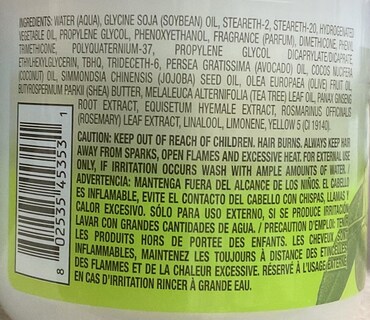 INGREDIENTS: WATER (AQUA), GLYCINE SOJA (SOYBEAN) OIL, STEARETH-2, STEARETH-20, HYDROGENATED
VEGETABLE OIL, PROPYLENE GLYCOL, PHENOXYETHANOL, FRAGRANCE (PARFUM), DIMETHICONE, PHENYL
TRIMETHICONE, POLYQUATERNIUM-37, PROPYLENE GLYCOL DICAPRYLATE/DICAPRATE,
ETHYLHEXYLGLYCERIN, TBHQ, TRIDECETH-6, PERSEA GRATISSIMA (AVOCADO) OIL, COCOS NUCIFERA
(COCONUT) OIL, SIMMONDSIA CHINENSIS (JOJOBA) SEED OIL, OLEA EUROPAEA (OLIVE) FRUIT OIL,
BUTYROSPERMUM PARKII (SHEA) BUTTER, MELALEUCA ALTERNIFOLIA (TEA TREE) LEAF OIL, PANAX GINSENG
ROOT EXTRACT, EQUISETUM HYEMALE EXTRACT, ROSMARINUS OFFICINALIS
(ROSEMARY) LEAF EXTRACT, LINALOOL, LIMONENE, YELLOW 5 (CI 19140).
CAUTION: KEEP OUT OF REACH OF CHILDREN. HAIR BURNS. ALWAYS KEEP HAIR
AWAY FROM SPARKS, OPEN FLAMES AND EXCESSIVE HEAT. FOR EXTERNAL USE
ONLY, IF IRRITATION OCCURS WASH WITH AMPLE AMOUNTS OF WATER. /
ADVERTENCIA: MANTENGA FUERA DEL ALCANCE DE LOS NIÑOS. EL CABELLO
ES INFLAMABLE, EVITE EL CONTACTO DEL CABELLO CON CHISPAS, LLAMAS Y
CALOR EXCESIVO. SÓLO PARA USO EXTERNO, SI SE PRODUCE IRRITACIÓN
LAVAR CON GRANDES CANTIDADES DE AGUA. / PRECAUTION D'EMPLOI: TENIR
LES PRODUITS HORS DE PORTEE DES ENFANTS. LES CHEVEUX SONT
INFLAMMABLES, MAINTENEZ LES TOUJOURS À DISTANCE DES ÉTINCELLES,
DES FLAMMES ET DE LA CHALEUR EXCESSIVE. RÉSERVÉ À L'USAGE EXTERNE,
EN CAS D'IRRITATION RINCER À GRANDE EAU.
8 02535 45353 1